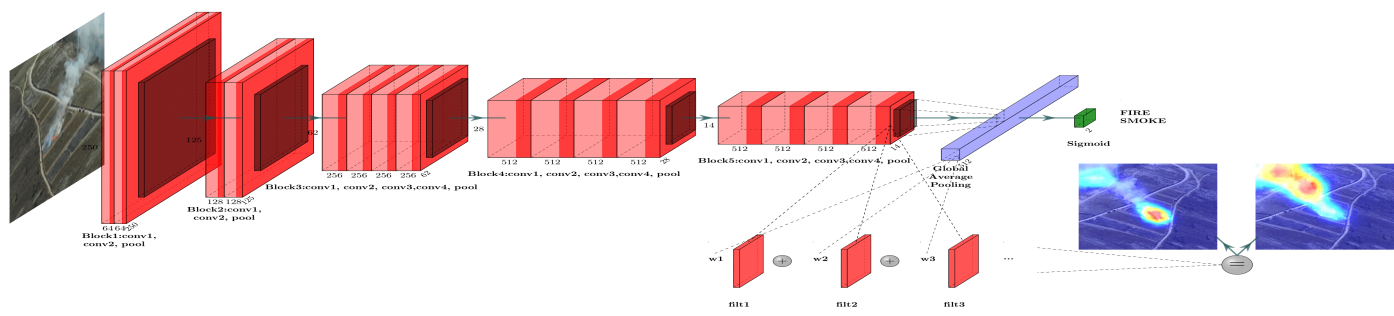 250
64 64 250
Block1:conv1,
conv2, pool
125
128 128 125
Block2:conv1,
conv2, pool
62
256 256 256 256 62
Block3:conv1, conv2, conv3,conv4, pool
28
512 512 512 512 28
Block4:conv1, conv2, conv3,conv4, pool
14
512 512 512 512 14
Block5:conv1, conv2, conv3,conv4, pool
512
Global
Average
Pooling
2
Sigmoid
FIRE
SMOKE
w1 + w2 + w3 ... =
filt1 filt2 filt3